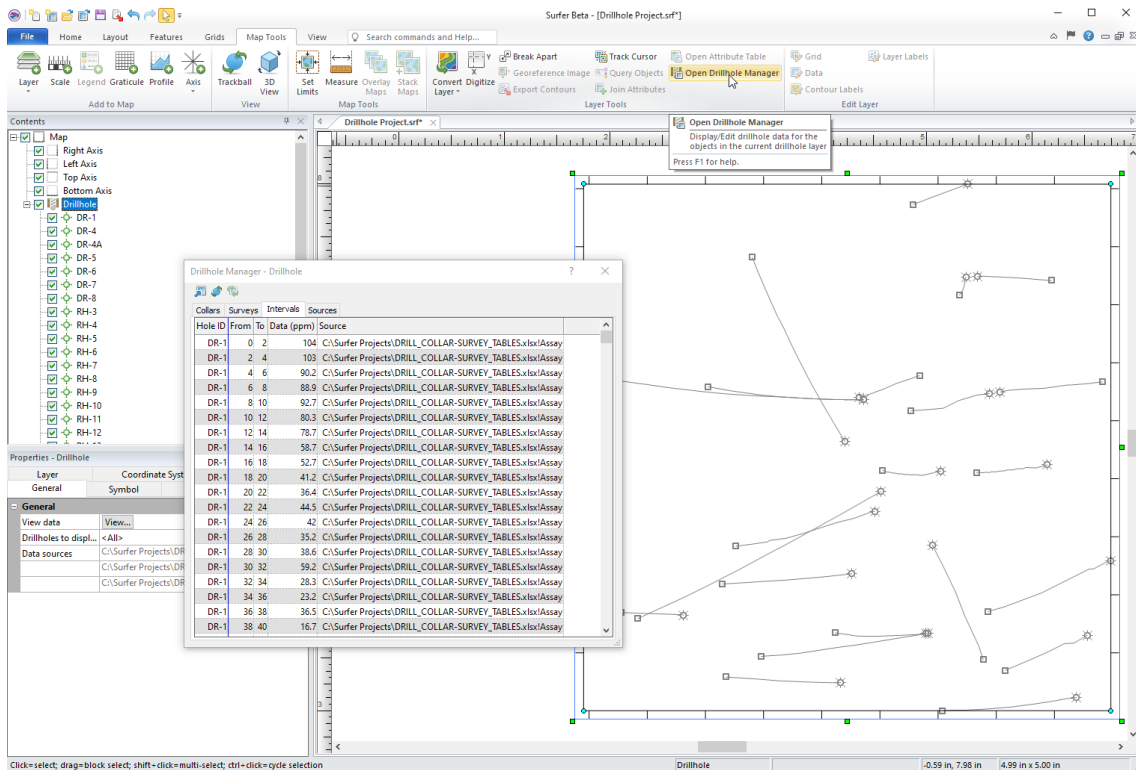 Surfer Beta - [Drillhole Project.srf*]
File Home Layout Features Grids Map Tools View Search commands and Help...
Layer Scale Legend Graticule Profile Axis
Add to Map
Trackball 3D View
View
Set Limits Measure Overlay Maps Stack Maps
Map Tools
Convert Layer Digitize
Break Apart Track Cursor Open Attribute Table
Georeference Image Query Objects Open Drillhole Manager
Export Contours Join Attributes
Layer Tools
Grid Layer Labels
Data
Contour Labels
Edit Layer
Open Drillhole Manager
Display/Edit drillhole data for the
objects in the current drillhole layer
Press F1 for help.
Contents
Map
Right Axis
Left Axis
Top Axis
Bottom Axis
Drillhole
DR-1
DR-4
DR-4A
DR-5
DR-6
DR-7
DR-8
RH-3
RH-4
RH-5
RH-6
RH-7
RH-8
RH-9
RH-10
RH-11
RH-12
Drillhole Project.srf*
0 1 2 5 6 7
8
3
Drillhole Manager - Drillhole
Collars Surveys Intervals Sources
Hole ID From To Data (ppm) Source
DR-1 0 2 104 C:\Surfer Projects\DRILL_COLLAR-SURVEY_TABLES.xlsx!Assay
DR-1 2 4 103 C:\Surfer Projects\DRILL_COLLAR-SURVEY_TABLES.xlsx!Assay
DR-1 4 6 90.2 C:\Surfer Projects\DRILL_COLLAR-SURVEY_TABLES.xlsx!Assay
DR-1 6 8 88.9 C:\Surfer Projects\DRILL_COLLAR-SURVEY_TABLES.xlsx!Assay
DR-1 8 10 92.7 C:\Surfer Projects\DRILL_COLLAR-SURVEY_TABLES.xlsx!Assay
DR-1 10 12 80.3 C:\Surfer Projects\DRILL_COLLAR-SURVEY_TABLES.xlsx!Assay
DR-1 12 14 78.7 C:\Surfer Projects\DRILL_COLLAR-SURVEY_TABLES.xlsx!Assay
DR-1 14 16 58.7 C:\Surfer Projects\DRILL_COLLAR-SURVEY_TABLES.xlsx!Assay
DR-1 16 18 52.7 C:\Surfer Projects\DRILL_COLLAR-SURVEY_TABLES.xlsx!Assay
DR-1 18 20 41.2 C:\Surfer Projects\DRILL_COLLAR-SURVEY_TABLES.xlsx!Assay
DR-1 20 22 36.4 C:\Surfer Projects\DRILL_COLLAR-SURVEY_TABLES.xlsx!Assay
DR-1 22 24 44.5 C:\Surfer Projects\DRILL_COLLAR-SURVEY_TABLES.xlsx!Assay
DR-1 24 26 42 C:\Surfer Projects\DRILL_COLLAR-SURVEY_TABLES.xlsx!Assay
DR-1 26 28 35.2 C:\Surfer Projects\DRILL_COLLAR-SURVEY_TABLES.xlsx!Assay
DR-1 28 30 38.6 C:\Surfer Projects\DRILL_COLLAR-SURVEY_TABLES.xlsx!Assay
DR-1 30 32 59.2 C:\Surfer Projects\DRILL_COLLAR-SURVEY_TABLES.xlsx!Assay
DR-1 32 34 28.3 C:\Surfer Projects\DRILL_COLLAR-SURVEY_TABLES.xlsx!Assay
DR-1 34 36 23.2 C:\Surfer Projects\DRILL_COLLAR-SURVEY_TABLES.xlsx!Assay
DR-1 36 38 36.5 C:\Surfer Projects\DRILL_COLLAR-SURVEY_TABLES.xlsx!Assay
DR-1 38 40 16.7 C:\Surfer Projects\DRILL_COLLAR-SURVEY_TABLES.xlsx!Assay
Properties - Drillhole
Layer Coordinate Syst
General Symbol
General
View data View...
Drillholes to displ... <All>
Data sources C:\Surfer Projects\DR
C:\Surfer Projects\DR
C:\Surfer Projects\DR
Click=select; drag=block select; shift+click=multi-select; ctrl+click=cycle selection Drillhole -0.59 in, 7.98 in 4.99 in x 5.00 in